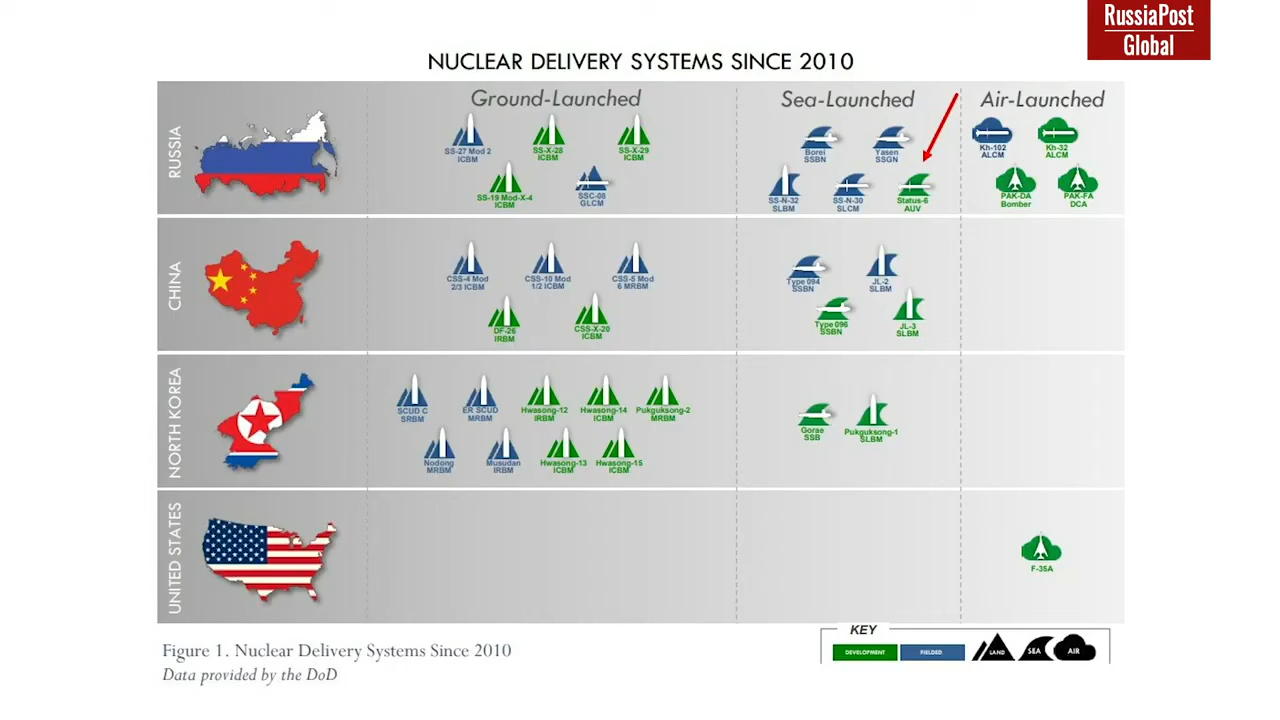 RussiaPost
Global
NUCLEAR DELIVERY SYSTEMS SINCE 2010
Ground-Launched
Sea-Launched
Air-Launched
RUSSIA
SS-27 Mod 2
ICBM
SS-X-28
ICBM
SS-X-29
ICBM
SS-19 Mod-X-4
ICBM
SSC-08
GLCM
Borei
SSBN
Yasen
SSGN
SS-N-32
SLBM
SS-N-30
SLCM
Status-6
AUV
Kh-102
ALCM
Kh-32
ALCM
PAK-DA
Bomber
PAK-FA
DCA
CHINA
CSS-4 Mod
2/3 ICBM
CSS-10 Mod
1/2 ICBM
CSS-5 Mod
6 MRBM
DF-26
IRBM
CSS-X-20
ICBM
Type 094
SSBN
JL-2
SLBM
Type 096
SSBN
JL-3
SLBM
NORTH KOREA
SCUD C
SRBM
ER SCUD
MRBM
Hwasong-12
IRBM
Hwasong-14
ICBM
Pukguksong-2
MRBM
Nodong
MRBM
Musudan
IRBM
Hwasong-13
ICBM
Hwasong-15
ICBM
Gorae
SSB
Pukguksong-1
SLBM
UNITED STATES
F-35A
KEY
DEVELOPMENT
FIELDED
LAND
SEA
AIR
Figure 1. Nuclear Delivery Systems Since 2010
Data provided by the DoD